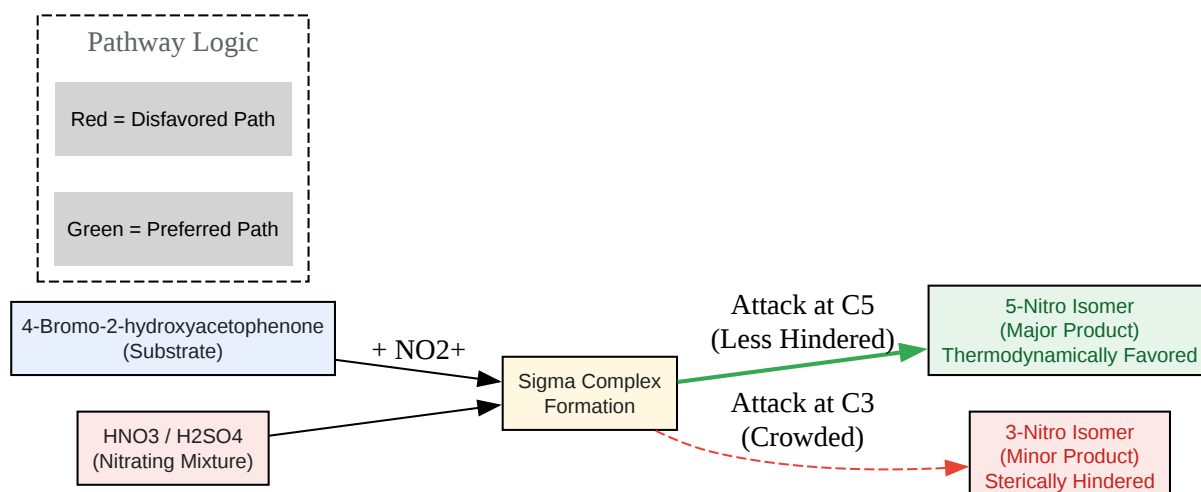 Pathway Logic
Red = Disfavored Path
Green = Preferred Path
4-Bromo-2-hydroxyacetophenone
(Substrate)
HNO3 / H2SO4
(Nitrating Mixture)
+ NO2+
Sigma Complex
Formation
Attack at C5
(Less Hindered)
Attack at C3
(Crowded)
5-Nitro Isomer
(Major Product)
Thermodynamically Favored
3-Nitro Isomer
(Minor Product)
Sterically Hindered